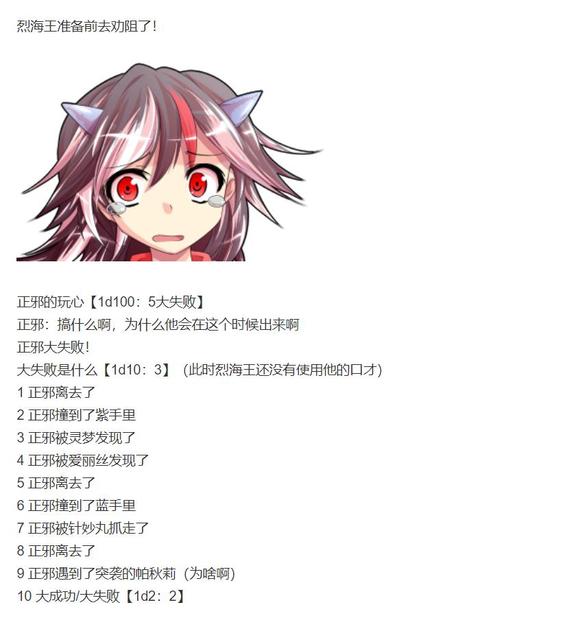 烈海王准备前去劝阻了！
正邪的玩心【1d100：5大失败】
正邪：搞什么啊，为什么他会在这个时候出来啊
正邪大失败！
大失败是什么【1d10：3】（此时烈海王还没有使用他的口才）
1 正邪离去了
2 正邪撞到了紫手里
3 正邪被灵梦发现了
4 正邪被爱丽丝发现了
5 正邪离去了
6 正邪撞到了蓝手里
7 正邪被针妙丸抓走了
8 正邪离去了
9 正邪遇到了突袭的帕秋莉（为啥啊）
10 大成功/大失败【1d2：2】